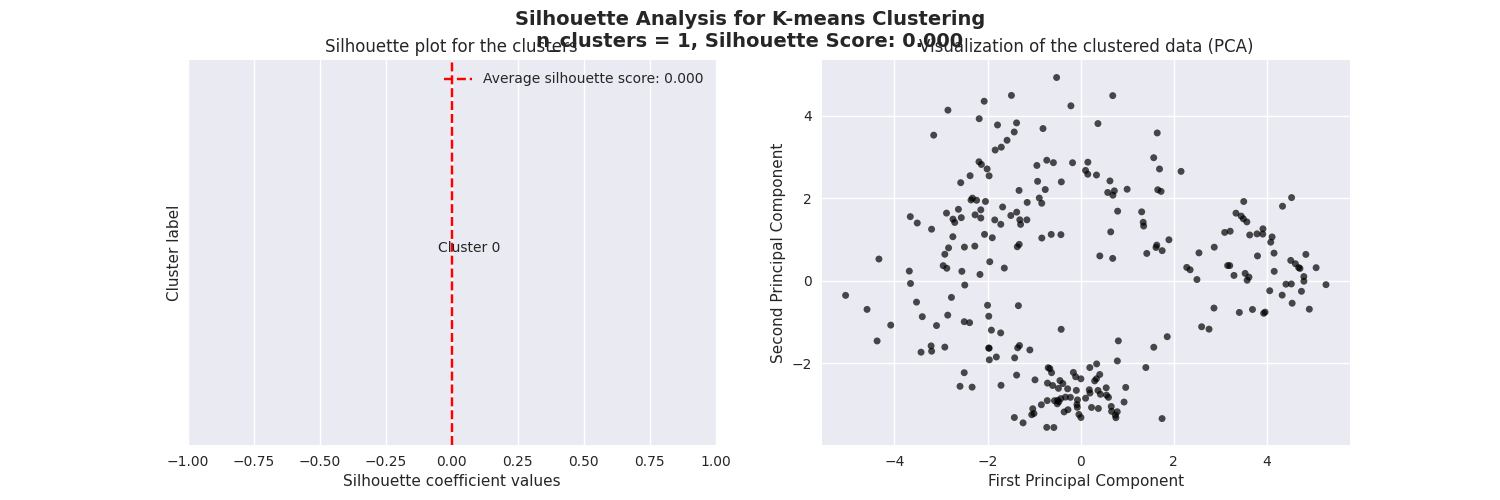 Silhouette Analysis for K-means Clustering
n_clusters = 1, Silhouette Score: 0.000
Silhouette plot for the clusters
Average silhouette score: 0.000
Cluster 0
Cluster label
−1.00 −0.75 −0.50 −0.25 0.00 0.25 0.50 0.75 1.00
Silhouette coefficient values
Visualization of the clustered data (PCA)
Second Principal Component
4
2
0
−2
−4 −2 0 2 4
First Principal Component